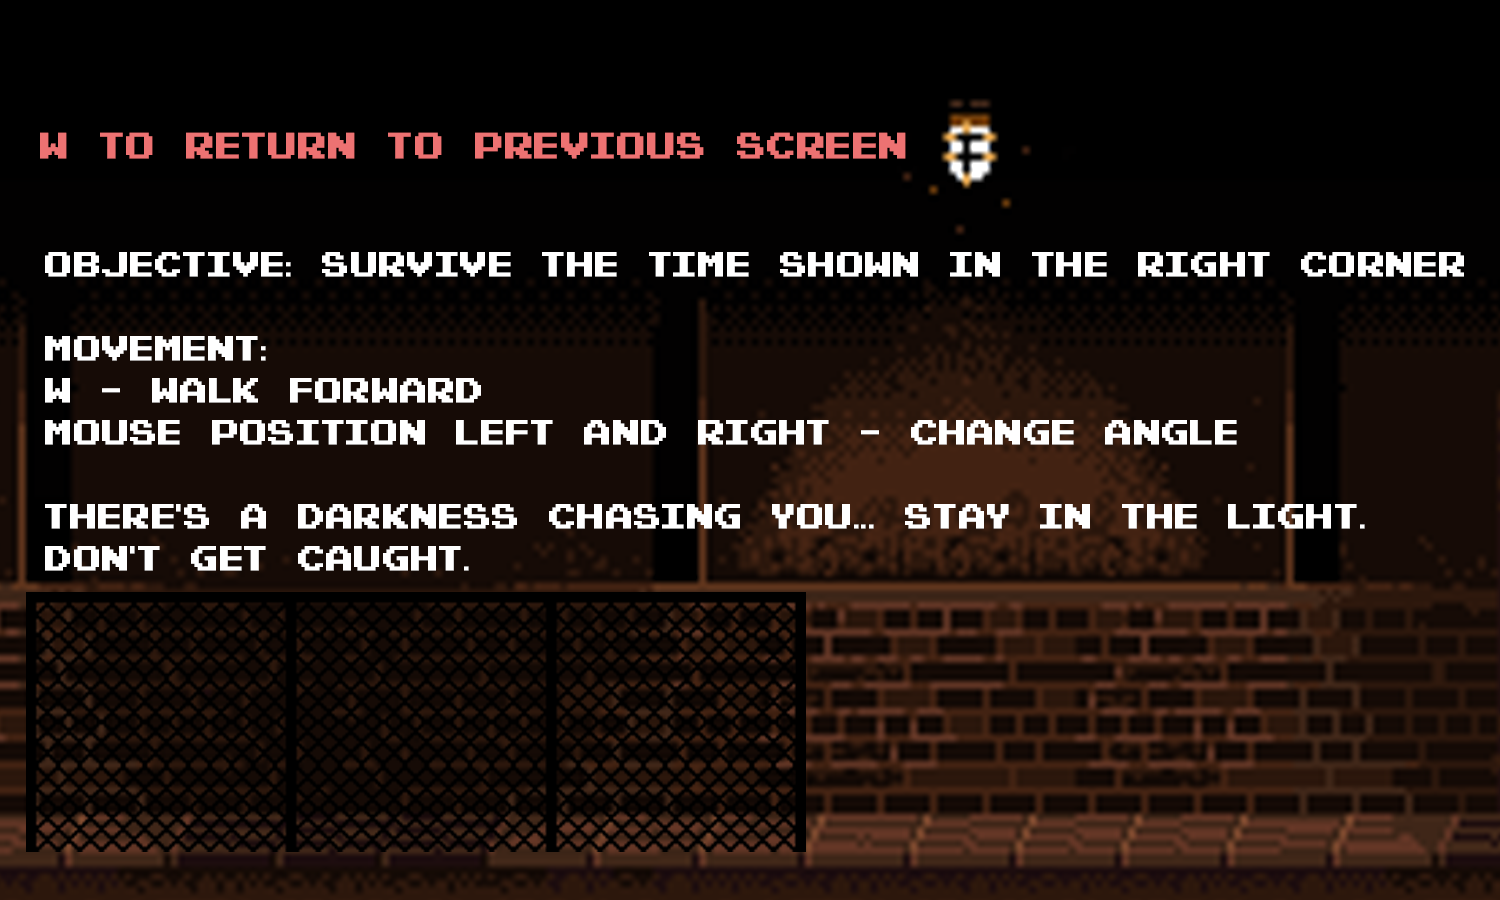 W TO RETURN TO PREVIOUS SCREEN
OBJECTIVE: SURVIVE THE TIME SHOWN IN THE RIGHT CORNER
MOVEMENT:
W - WALK FORWARD
MOUSE POSITION LEFT AND RIGHT - CHANGE ANGLE
THERE'S A DARKNESS CHASING YOU... STAY IN THE LIGHT.
DON'T GET CAUGHT.